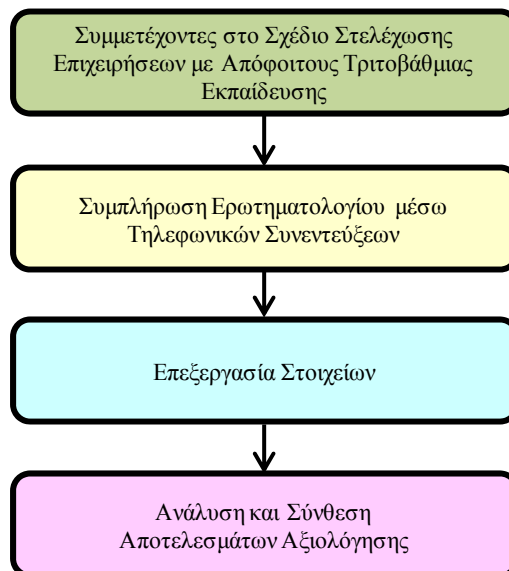 Συμμετέχοντες στο Σχέδιο Στελέχωσης
Επιχειρήσεων με Απόφοιτους Τριτοβάθμιας
Εκπαίδευσης
Συμπλήρωση Ερωτηματολογίου μέσω
Τηλεφωνικών Συνεντεύξεων
Επεξεργασία Στοιχείων
Ανάλυση και Σύνθεση
Αποτελεσμάτων Αξιολόγησης